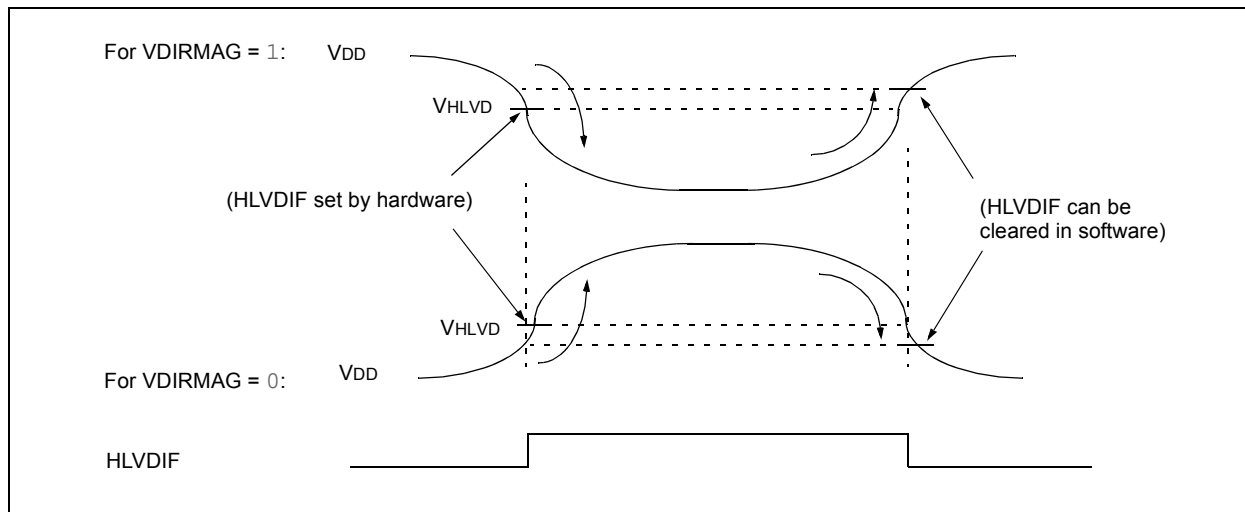 For VDIRMAG = 1: VDD
VHLVD
(HLVDIF set by hardware)
(HLVDIF can be
cleared in software)
VHLVD
For VDIRMAG = 0: VDD
HLVDIF